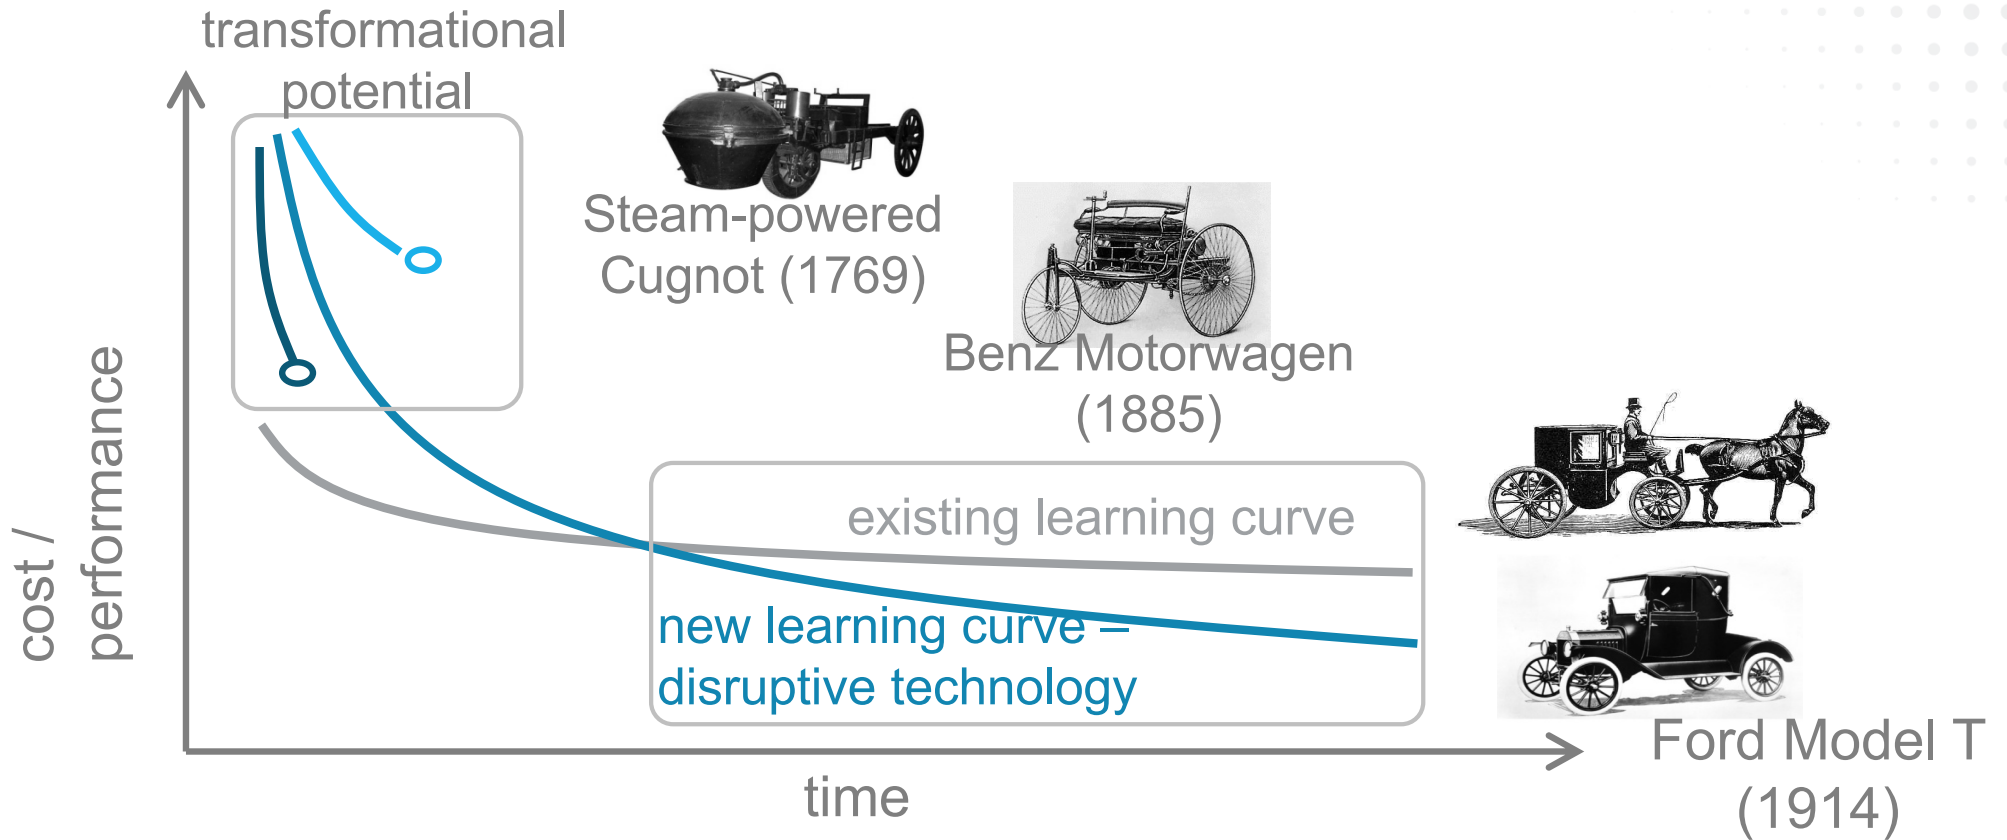 transformational
potential
Steam-powered
Cugnot (1769)
Benz Motorwagen
(1885)
cost /
performance
existing learning curve
new learning curve –
disruptive technology
Ford Model T
(1914)
time